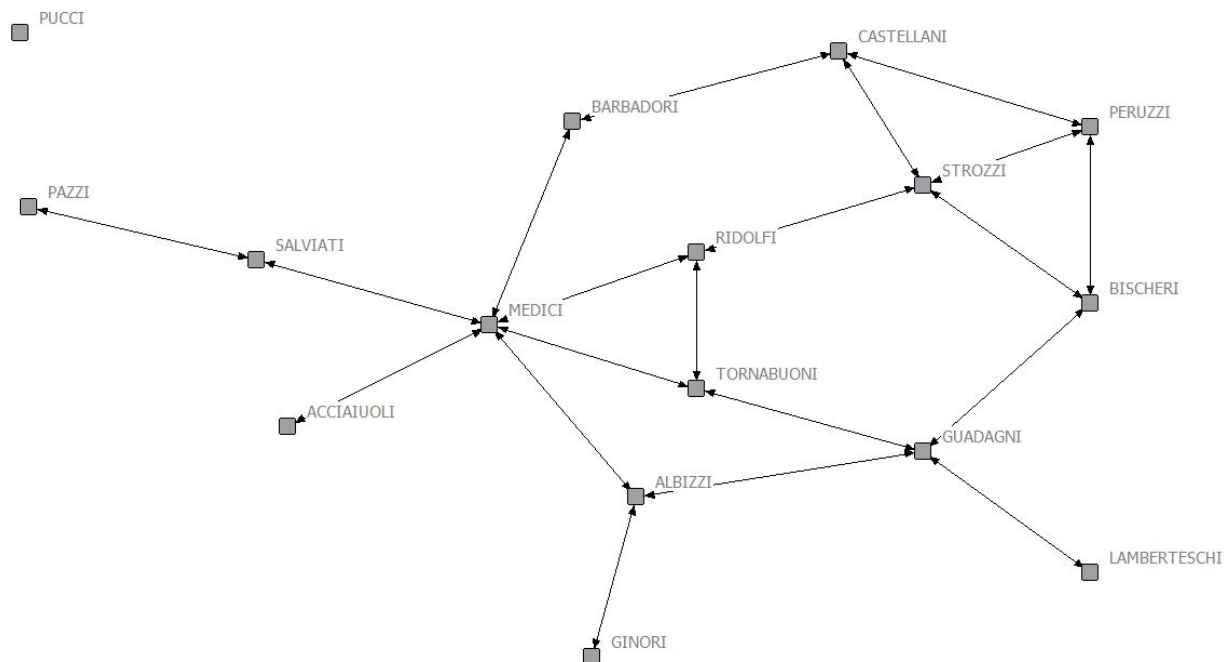 PUCCI
CASTELLANI
BARBADORI
PERUZZI
STROZZI
PAZZI
RIDOLFI
SALVIATI
BISCHERI
MEDICI
TORNABUONI
ACCIAIUOLI
GUADAGNI
ALBIZZI
LAMBERTESCHI
GINORI